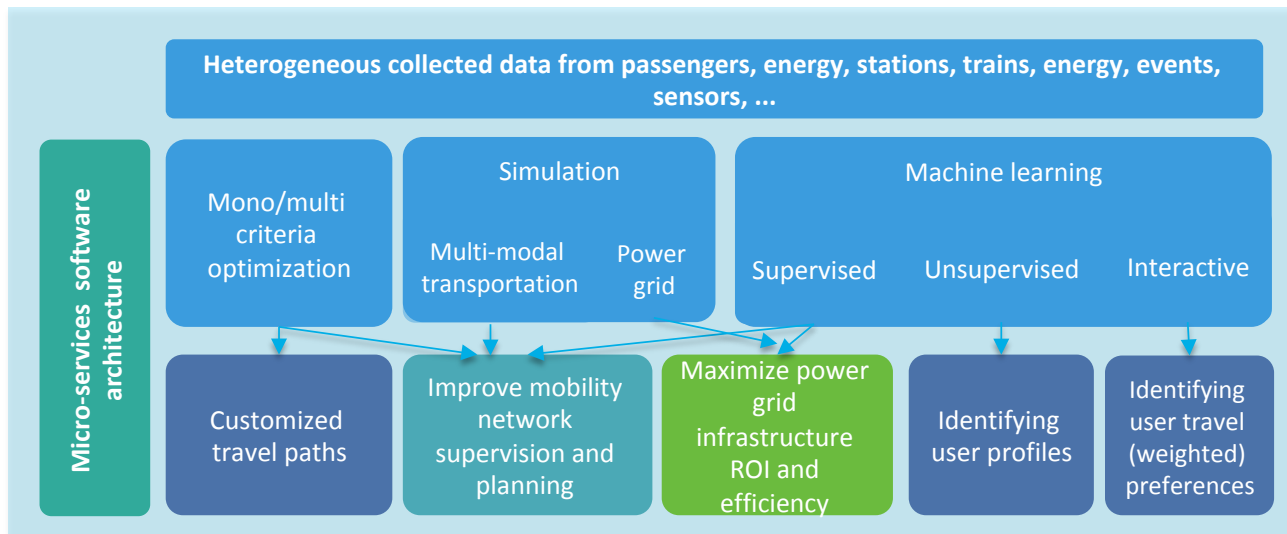 Heterogeneous collected data from passengers, energy, stations, trains, energy, events,
sensors, ...
Micro-services software
architecture
Mono/multi
criteria
optimization
Simulation
Multi-modal
transportation
Power
grid
Machine learning
Supervised
Unsupervised
Interactive
Customized
travel paths
Improve mobility
network
supervision and
planning
Maximize power
grid
infrastructure
ROI and
efficiency
Identifying
user profiles
Identifying
user travel
(weighted)
preferences